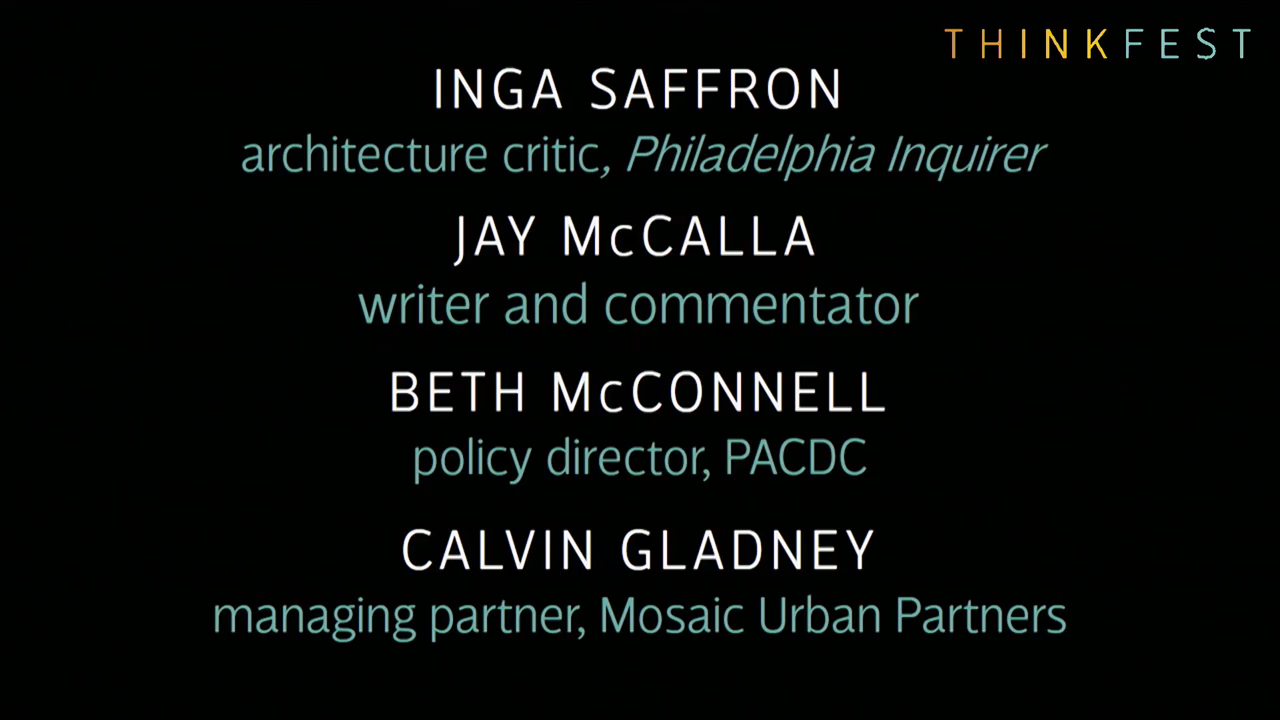 THINKFEST
INGA SAFFRON
architecture critic, Philadelphia Inquirer
JAY McCALLA
writer and commentator
BETH McCONNELL
policy director, PACDC
CALVIN GLADNEY
managing partner, Mosaic Urban Partners